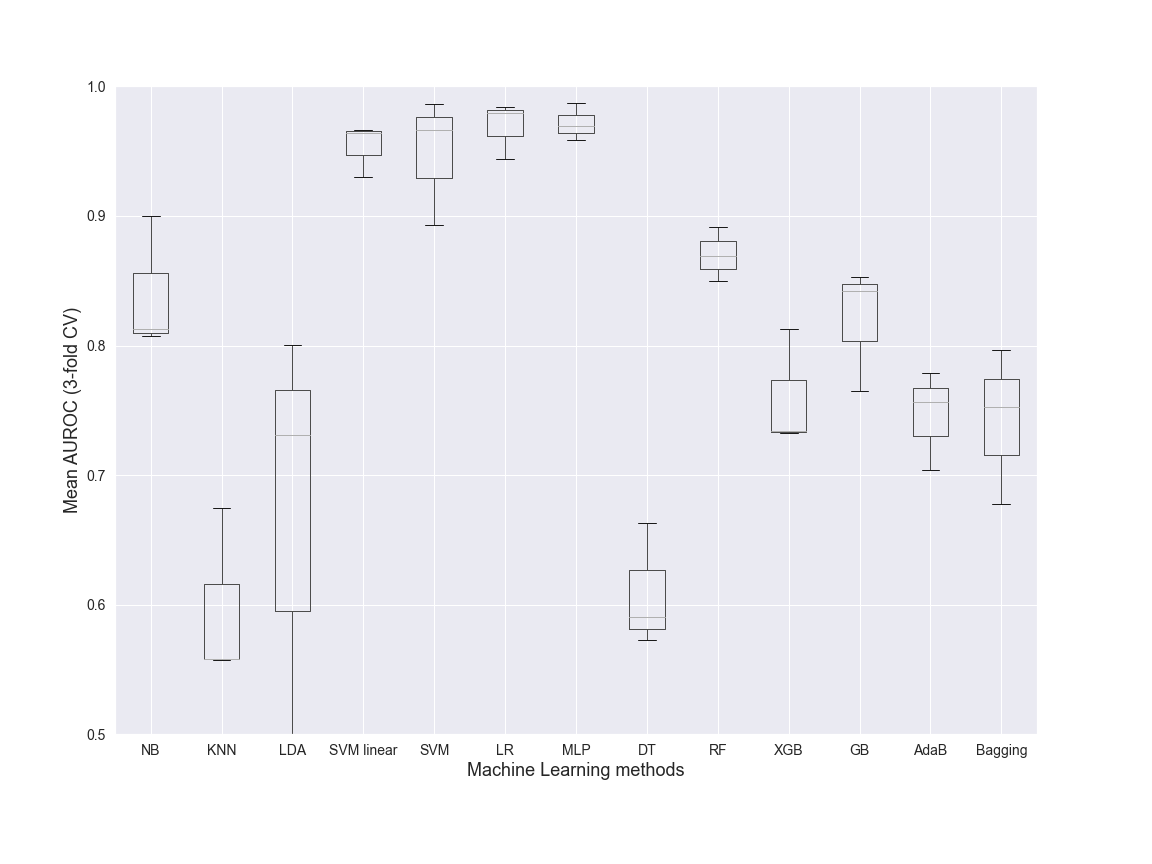 1.0
0.9
0.8
0.7
0.6
0.5
Mean AUROC (3-fold CV)
NB KNN LDA SVM linear SVM LR MLP DT RF XGB GB AdaB Bagging
Machine Learning methods